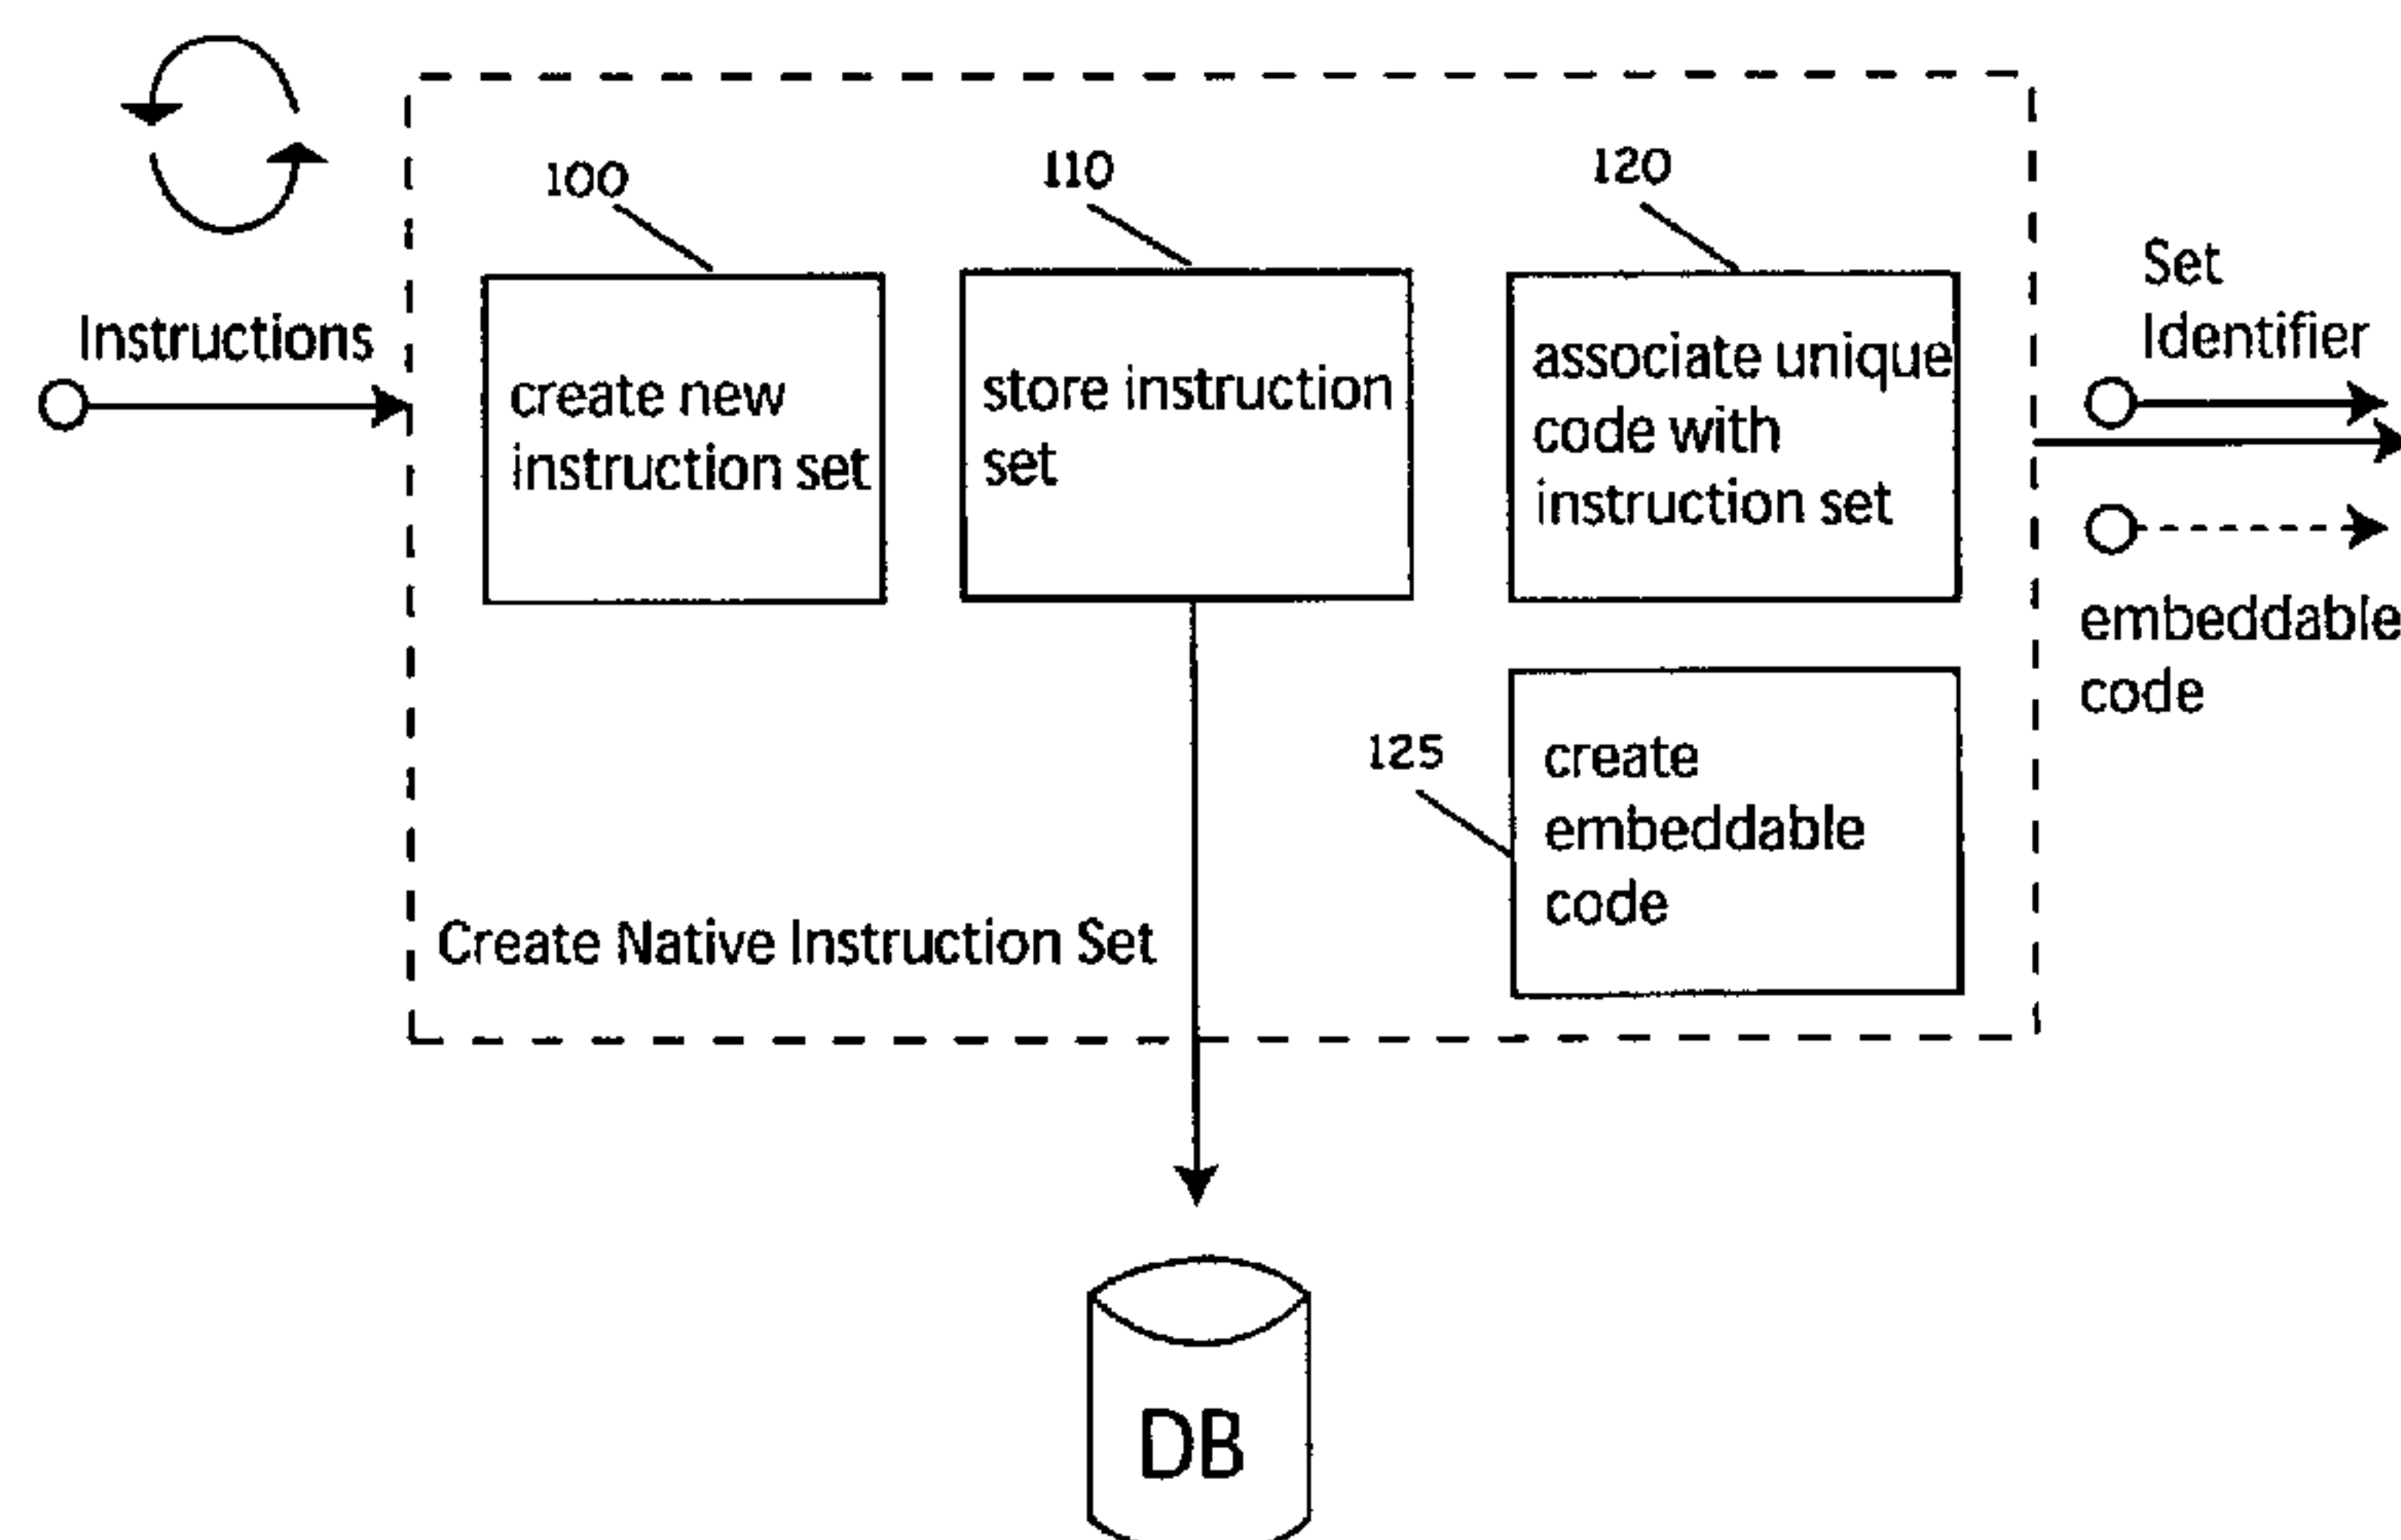 100
110
120
Set
Identifier
Instructions
create new
instruction set
store instruction
set
associate unique
code with
instruction set
embeddable
code
125
create
embeddable
code
Create Native Instruction Set
DB